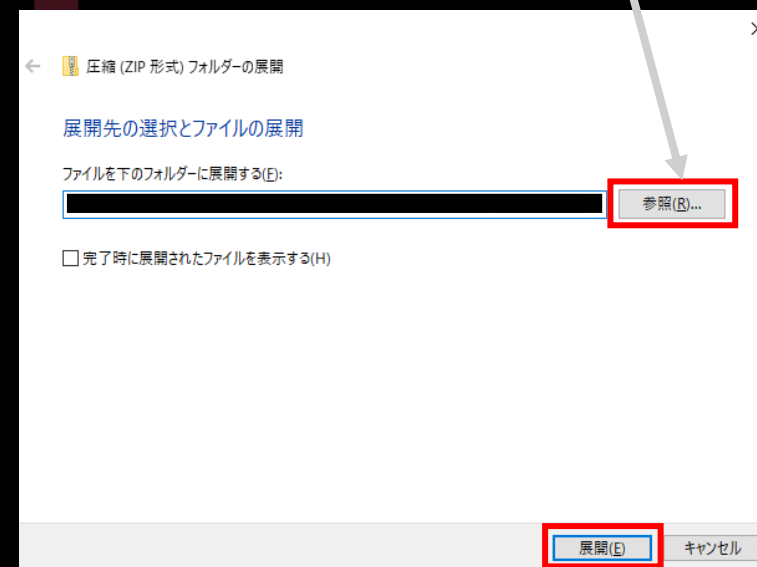 圧縮 (ZIP 形式) フォルダーの展開
展開先の選択とファイルの展開
ファイルを下のフォルダーに展開する(F):
参照(R)...
完了時に展開されたファイルを表示する(H)
展開(E)
キャンセル